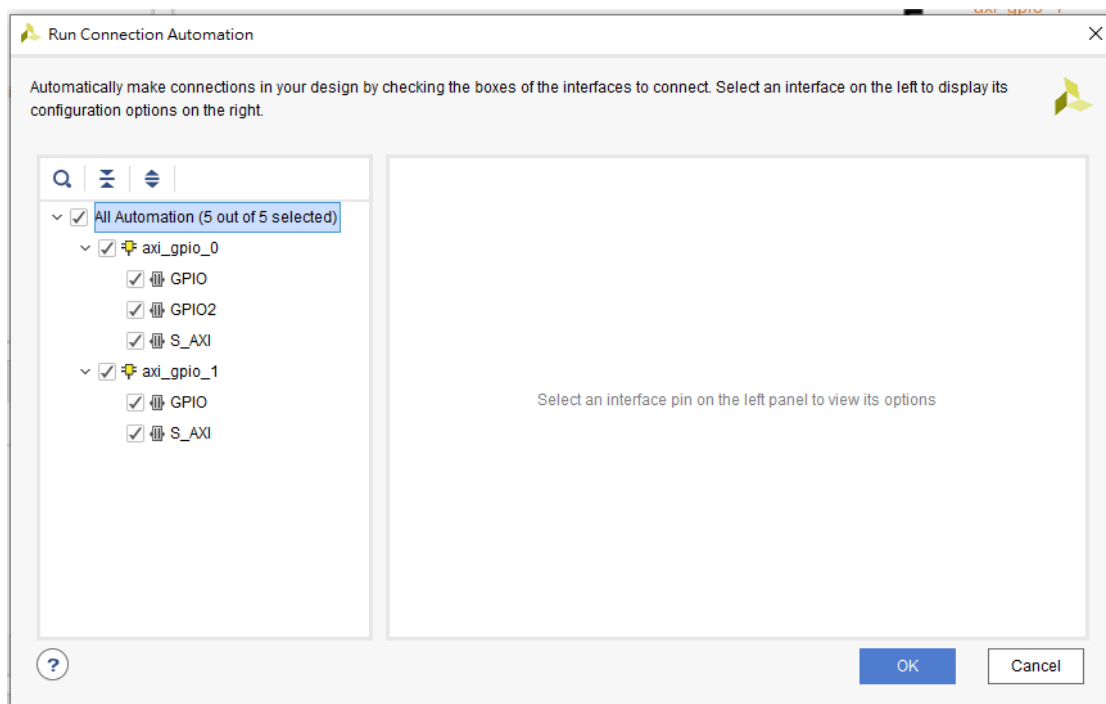 Run Connection Automation
Automatically make connections in your design by checking the boxes of the interfaces to connect. Select an interface on the left to display its
configuration options on the right.
All Automation (5 out of 5 selected)
axi_gpio_0
GPIO
GPIO2
S_AXI
axi_gpio_1
GPIO
S_AXI
Select an interface pin on the left panel to view its options
?
OK
Cancel